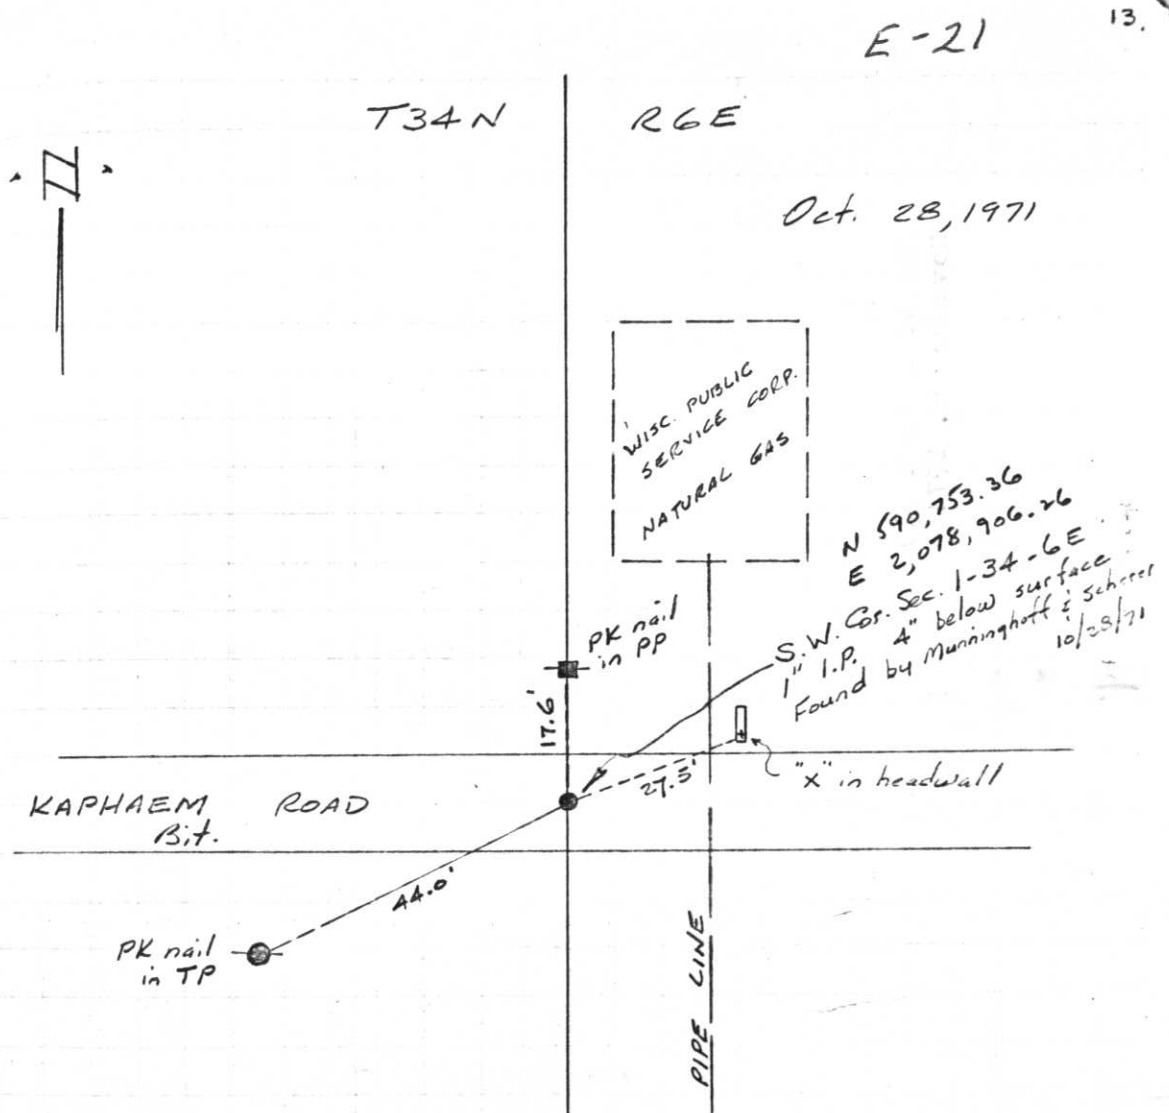 13.
E-21
T34N R6E
N
Oct. 28, 1971
WISC. PUBLIC
SERVICE CORP.
NATURAL GAS
N 590,753.36
E 2,078,906.26
S.W. Cor. Sec. 1-34-6E
1" I.P. 4" below surface
Found by Munninghoff & Scherer
10/28/71
PK nail
in PP
17.6'
27.5'
"x" in headwall
KAPHAEM ROAD
Bit.
44.0'
PK nail
in TP
PIPE LINE